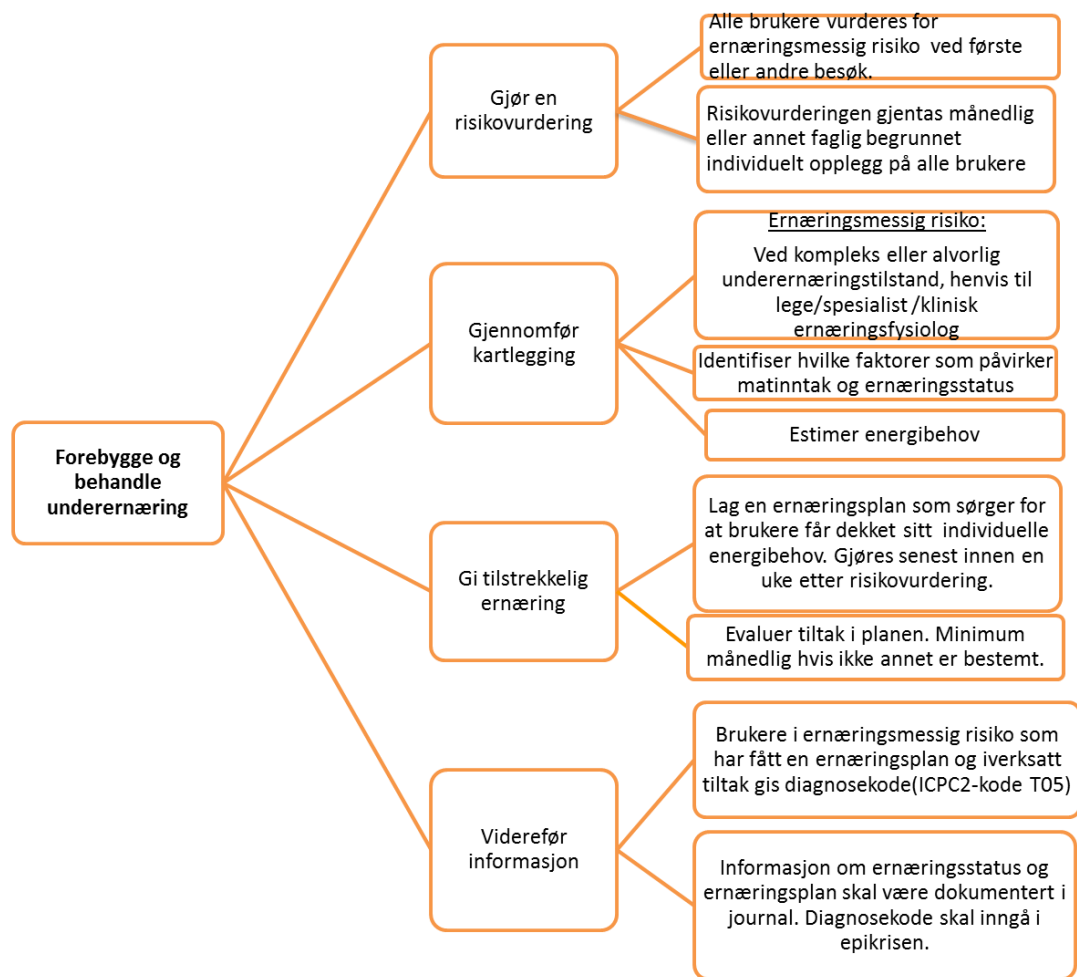 Forebygge og
behandle
underernæring
Gjør en
risikovurdering
Alle brukere vurderes for
ernæringsmessig risiko ved første
eller andre besøk.
Risikovurderingen gjentas månedlig
eller annet faglig begrunnet
individuelt opplegg på alle brukere
Gjennomfør
kartlegging
Ernæringsmessig risiko:
Ved kompleks eller alvorlig
underernæringstilstand, henvis til
lege/spesialist /klinisk
ernæringsfysiolog
Identifiser hvilke faktorer som påvirker
matinntak og ernæringsstatus
Estimer energibehov
Gi tilstrekkelig
ernæring
Lag en ernæringsplan som sørger for
at brukere får dekket sitt individuelle
energibehov. Gjøres senest innen en
uke etter risikovurdering.
Evaluer tiltak i planen. Minimum
månedlig hvis ikke annet er bestemt.
Viderefør
informasjon
Brukere i ernæringsmessig risiko som
har fått en ernæringsplan og iverksatt
tiltak gis diagnosekode(ICPC2-kode T05)
Informasjon om ernæringsstatus og
ernæringsplan skal være dokumentert i
journal. Diagnosekode skal inngå i
epikrisen.